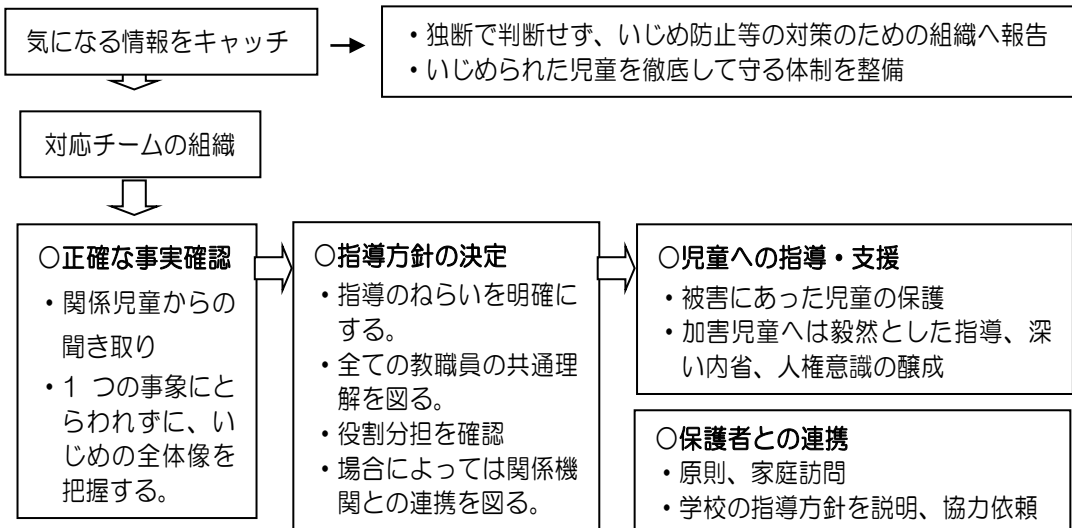 気になる情報をキャッチ
・独断で判断せず、いじめ防止等の対策のための組織へ報告
・いじめられた児童を徹底して守る体制を整備
対応チームの組織
○正確な事実確認
・関係児童からの
聞き取り
・1 つの事象にと
らわれずに、い
じめの全体像を
把握する。
○指導方針の決定
・指導のねらいを明確に
する。
・全ての教職員の共通理
解を図る。
・役割分担を確認
・場合によっては関係機
関との連携を図る。
○児童への指導・支援
・被害にあった児童の保護
・加害児童へは毅然とした指導、深
い内省、人権意識の醸成
○保護者との連携
・原則、家庭訪問
・学校の指導方針を説明、協力依頼